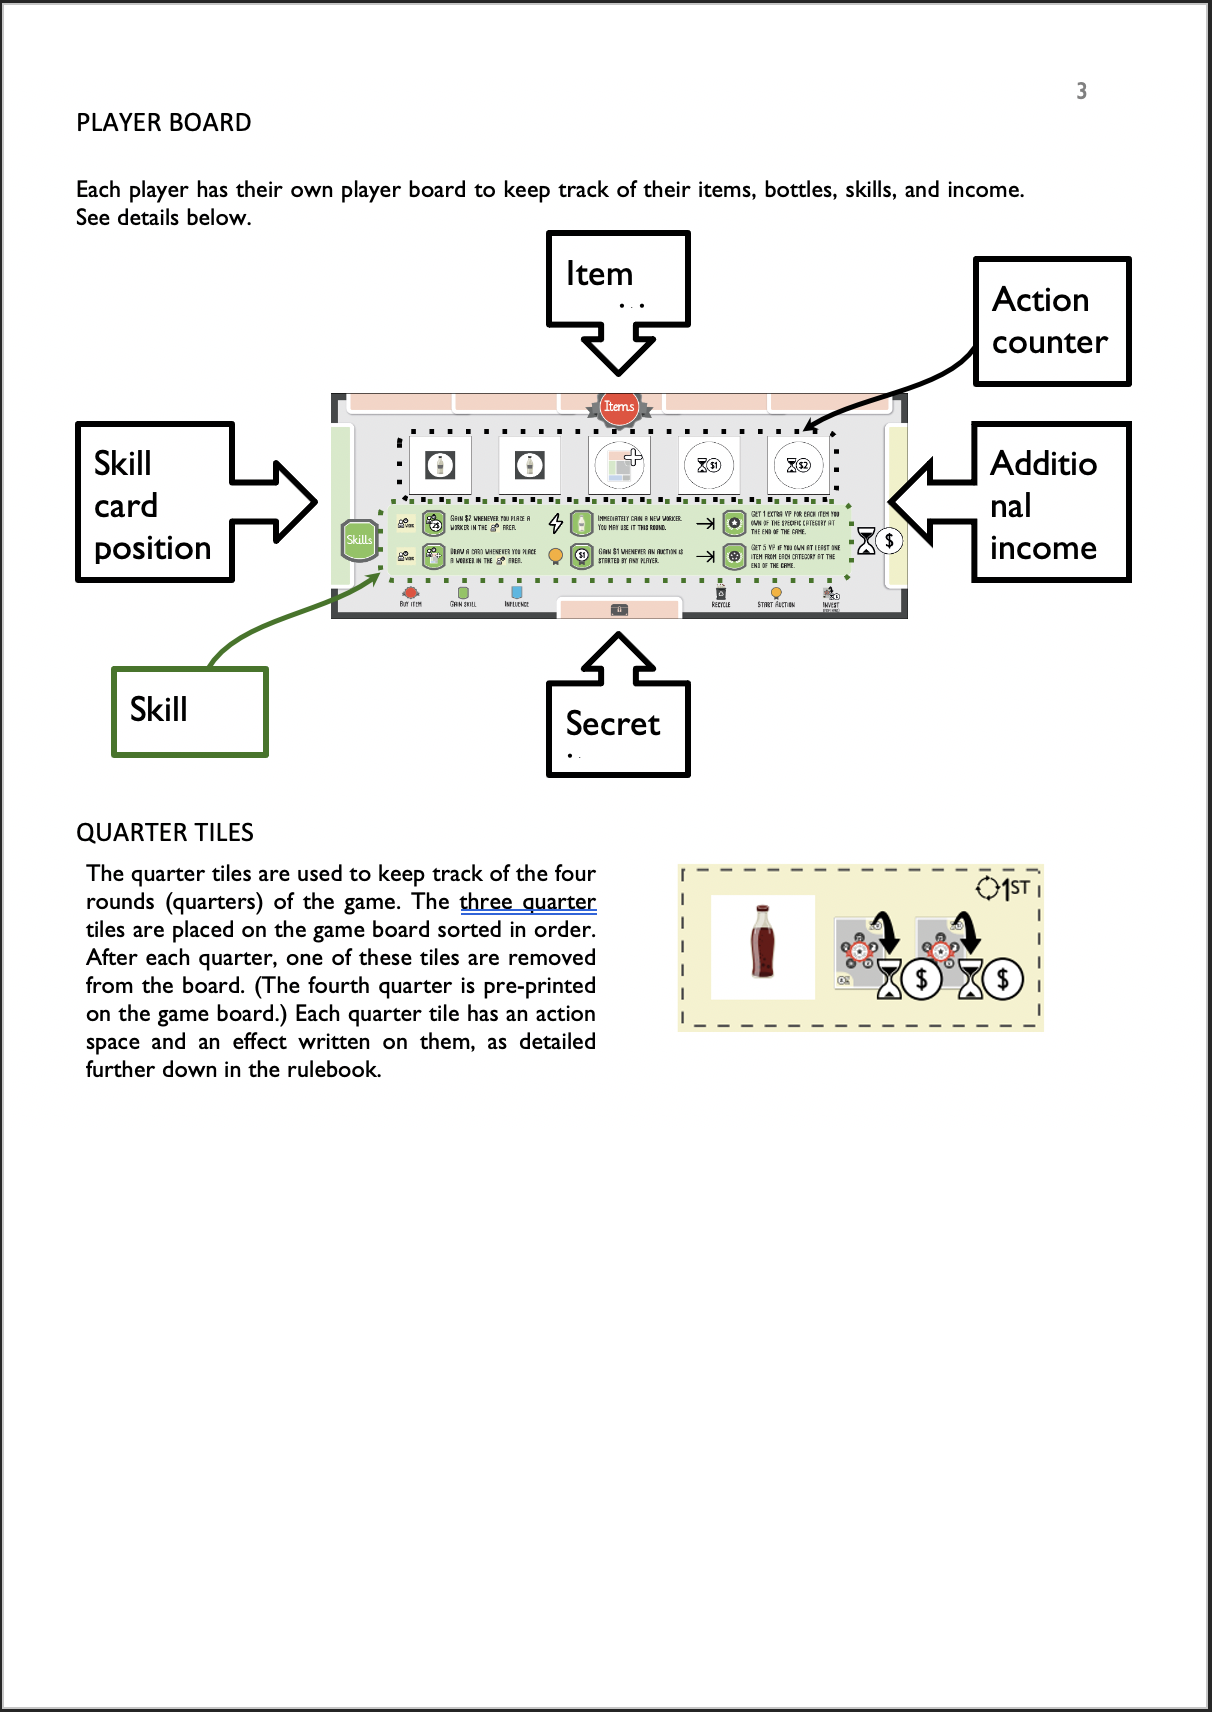 3
PLAYER BOARD
Each player has their own player board to keep track of their items, bottles, skills, and income.
See details below.
Item
Action
counter
Skill
card
position
Additio
nal
income
Items
$1
$2
Skills
GAIN $2 WHENEVER YOU PLACE A
WORKER IN THE AREA.
IMMEDIATELY GAIN A NEW WORKER.
YOU MAY USE IT THIS ROUND.
GET 1 EXTRA VP FOR EACH ITEM YOU
OWN OF THE SPECIFIC CATEGORY AT
THE END OF THE GAME.
DRAW A CARD WHENEVER YOU PLACE
A WORKED IN THE AREA.
$1
GAIN $1 WHENEVER AN AUCTION IS
STARTED BY ANY PLAYER.
GET 5 VP IF YOU OWN AT LEAST ONE
ITEM FROM EACH CATEGORY AT THE
END OF THE GAME.
$
BUY ITEM
GAIN SKILL
INFLUENCE
RECYCLE
START AUCTION
INVEST
Skill
Secret
QUARTER TILES
The quarter tiles are used to keep track of the four
rounds (quarters) of the game. The three quarter
tiles are placed on the game board sorted in order.
After each quarter, one of these tiles are removed
from the board. (The fourth quarter is pre-printed
on the game board.) Each quarter tile has an action
space and an effect written on them, as detailed
further down in the rulebook.
1ST
$ $